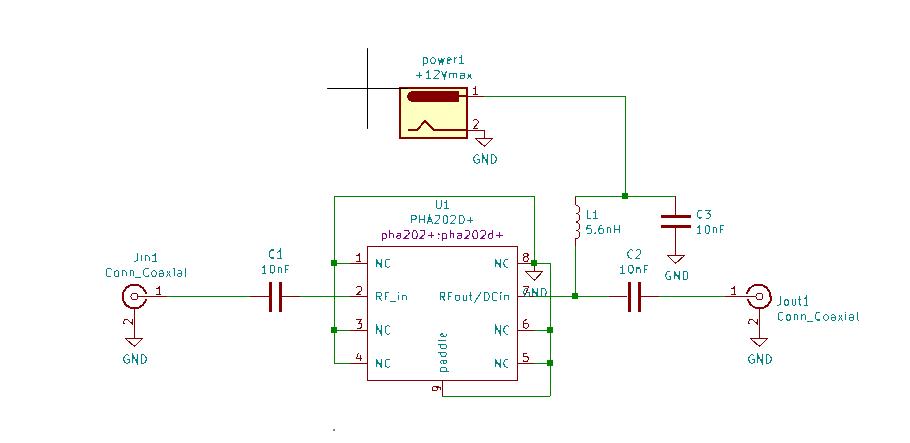 power1
+12Vmax
1
2
GND
U1
PHA202D+
pha202+:pha202d+
L1
5.6nH
C3
10nF
GND
Jin1
Conn_Coaxial
1
2
GND
C1
10nF
1 NC
2 RF_in
3 NC
4 NC
NC 8
RFout/DCin 7
NC 6
NC 5
GND
paddle
9
C2
10nF
1
2
Jout1
Conn_Coaxial
GND